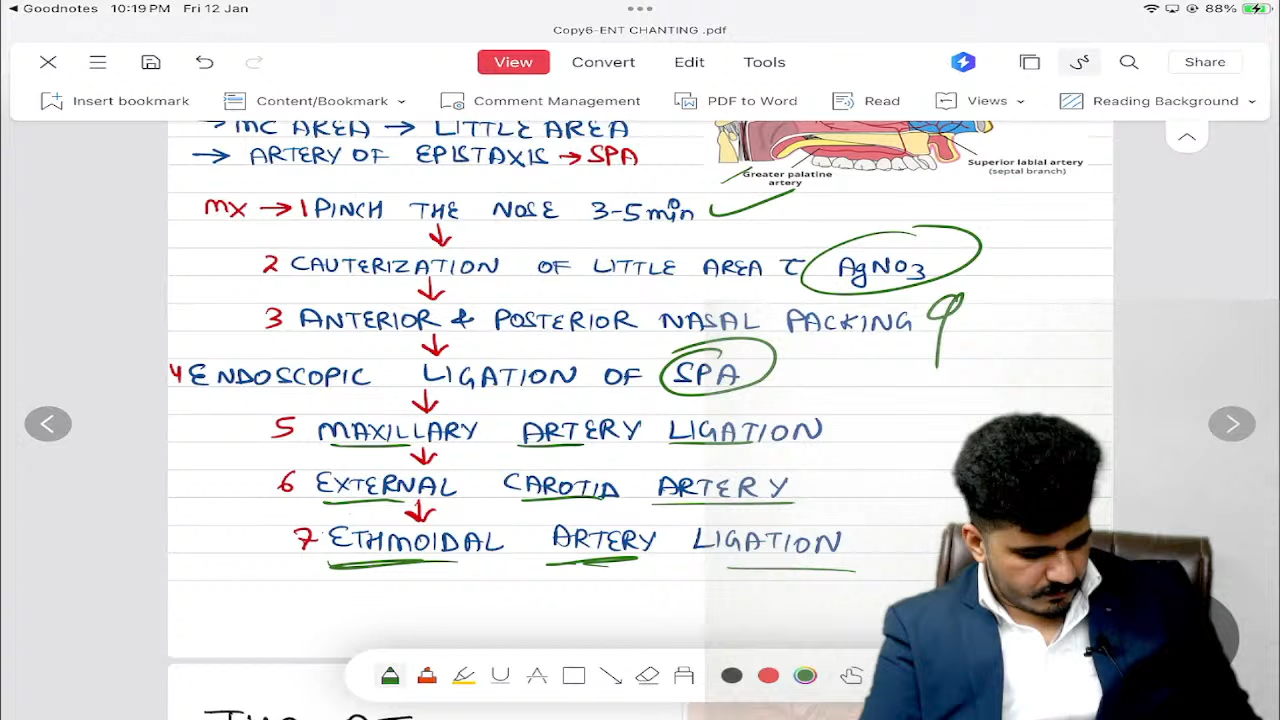 Goodnotes 10:19 PM Fri 12 Jan
88%
Copy6-ENT CHANTING .pdf
View Convert Edit Tools
Share
Insert bookmark Content/Bookmark Comment Management PDF to Word Read Views Reading Background
→ MC AREA → LITTLE AREA
→ ARTERY OF EPISTAXIS → SPA
Superior labial artery
(septal branch)
Greater palatine
artery
MX → 1 PINCH THE NOSE 3-5 min
2 CAUTERIZATION OF LITTLE AREA c̄ AgNO3
3 ANTERIOR & POSTERIOR NASAL PACKING
4 ENDOSCOPIC LIGATION OF SPA
5 MAXILLARY ARTERY LIGATION
6 EXTERNAL CAROTID ARTERY
7 ETHMOIDAL ARTERY LIGATION